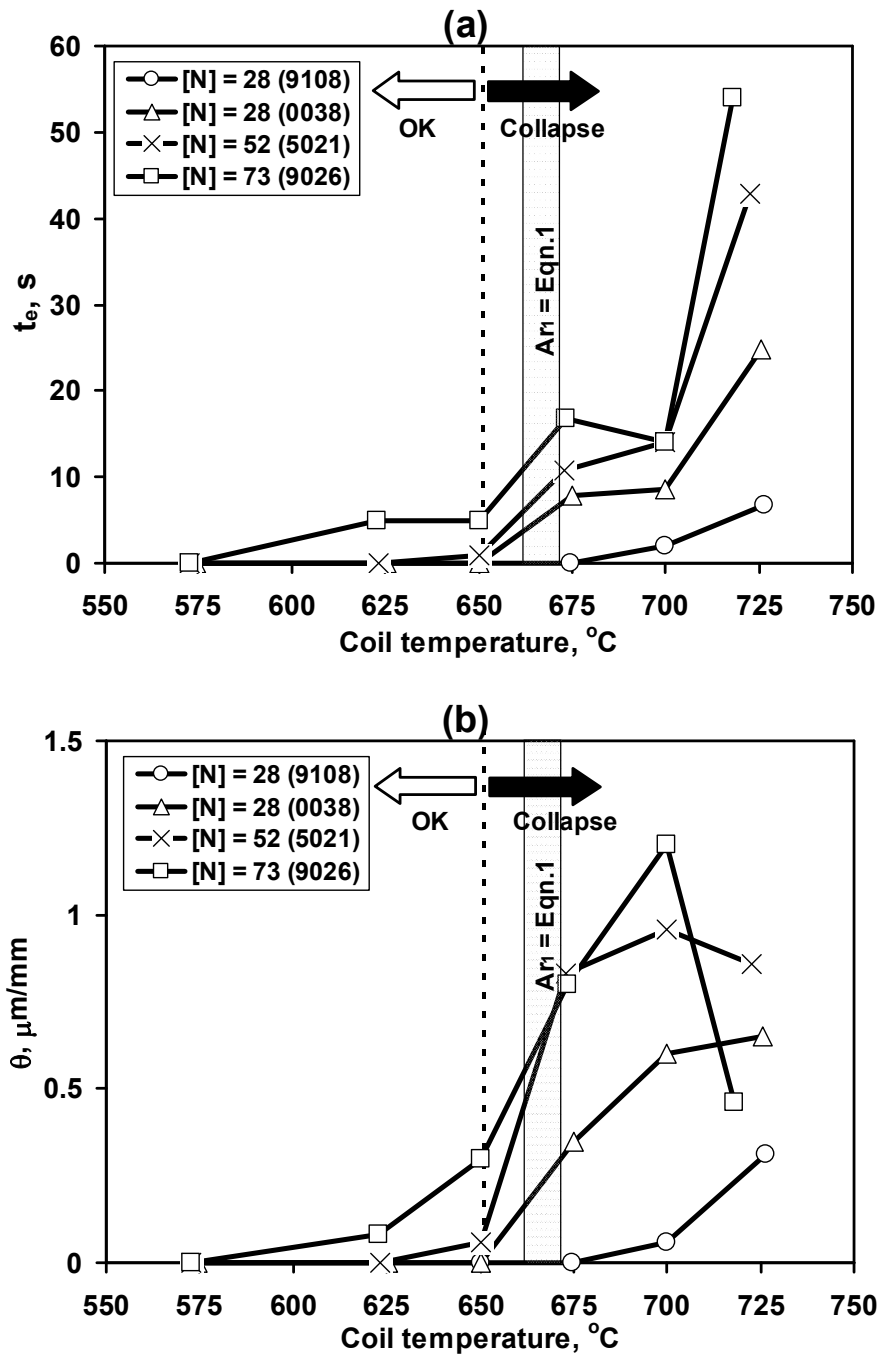 (a)
60
50
40
30
20
10
0
t_e, s
[N] = 28 (9108)
[N] = 28 (0038)
[N] = 52 (5021)
[N] = 73 (9026)
OK
Collapse
Ar₁ = Eqn.1
550 575 600 625 650 675 700 725 750
Coil temperature, °C
(b)
1.5
1
0.5
0
θ, μm/mm
[N] = 28 (9108)
[N] = 28 (0038)
[N] = 52 (5021)
[N] = 73 (9026)
OK
Collapse
Ar₁ = Eqn.1
550 575 600 625 650 675 700 725 750
Coil temperature, °C